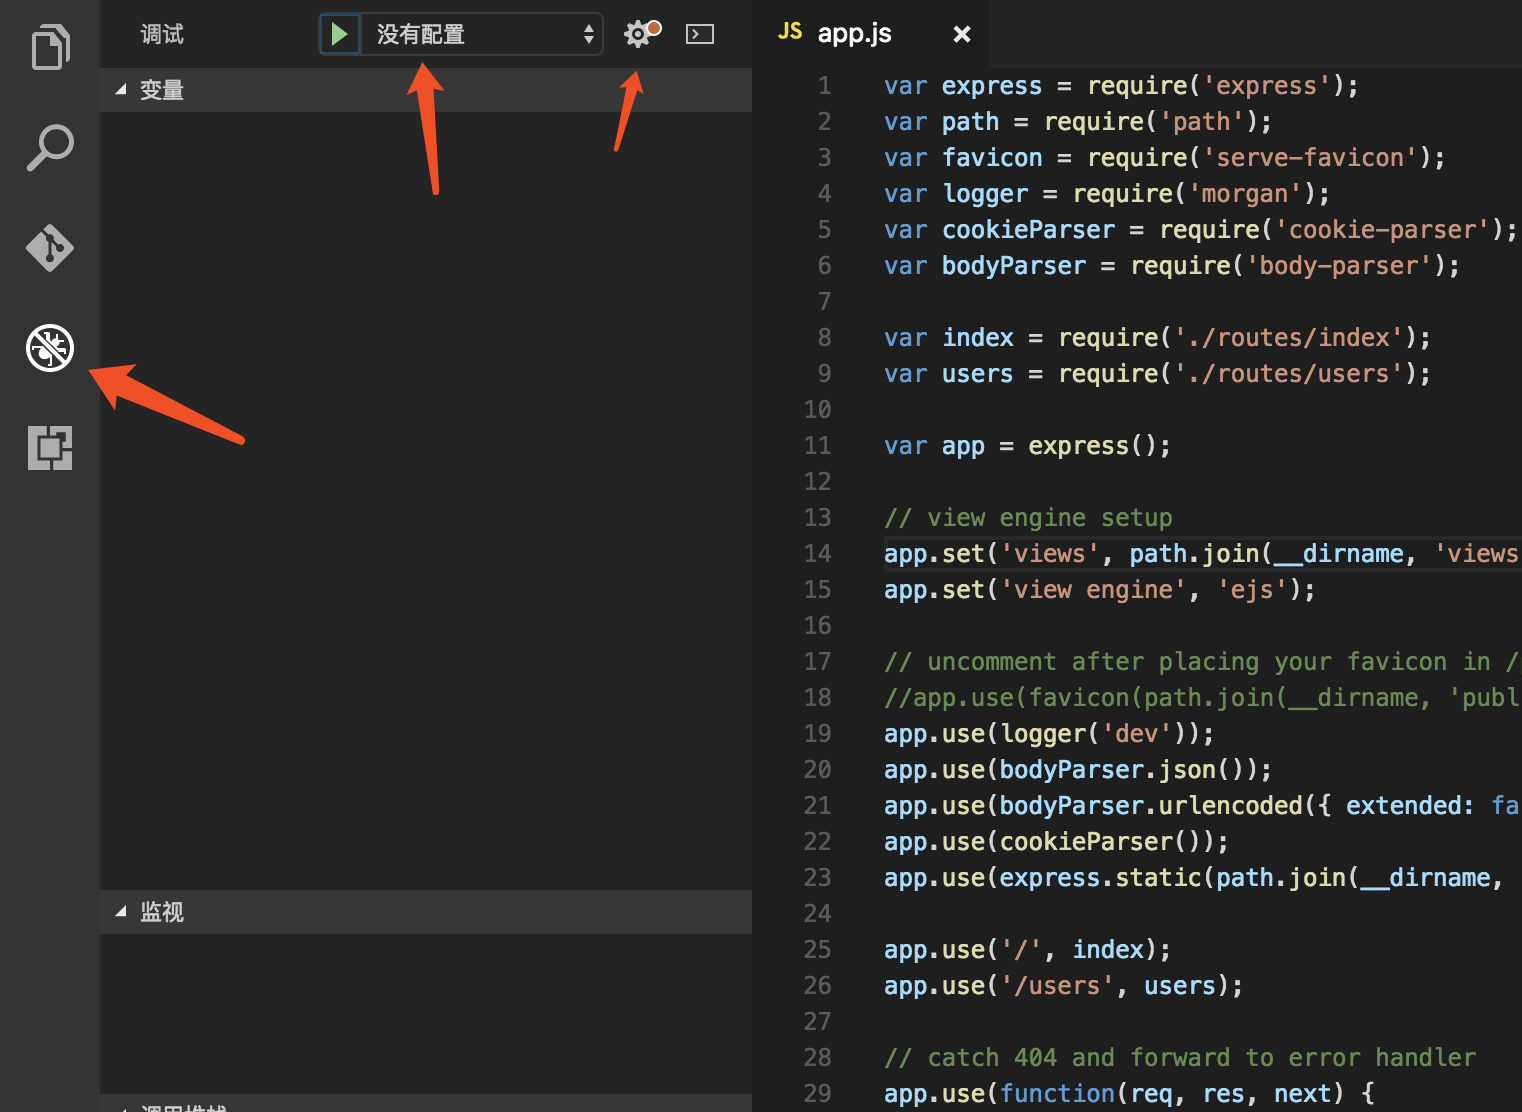 调试
没有配置
变量
监视
调用堆栈
JS app.js
1 var express = require('express');
2 var path = require('path');
3 var favicon = require('serve-favicon');
4 var logger = require('morgan');
5 var cookieParser = require('cookie-parser');
6 var bodyParser = require('body-parser');
7
8 var index = require('./routes/index');
9 var users = require('./routes/users');
10
11 var app = express();
12
13 // view engine setup
14 app.set('views', path.join(__dirname, 'views
15 app.set('view engine', 'ejs');
16
17 // uncomment after placing your favicon in /
18 //app.use(favicon(path.join(__dirname, 'publ
19 app.use(logger('dev'));
20 app.use(bodyParser.json());
21 app.use(bodyParser.urlencoded({ extended: fa
22 app.use(cookieParser());
23 app.use(express.static(path.join(__dirname,
24
25 app.use('/', index);
26 app.use('/users', users);
27
28 // catch 404 and forward to error handler
29 app.use(function(req, res, next) {